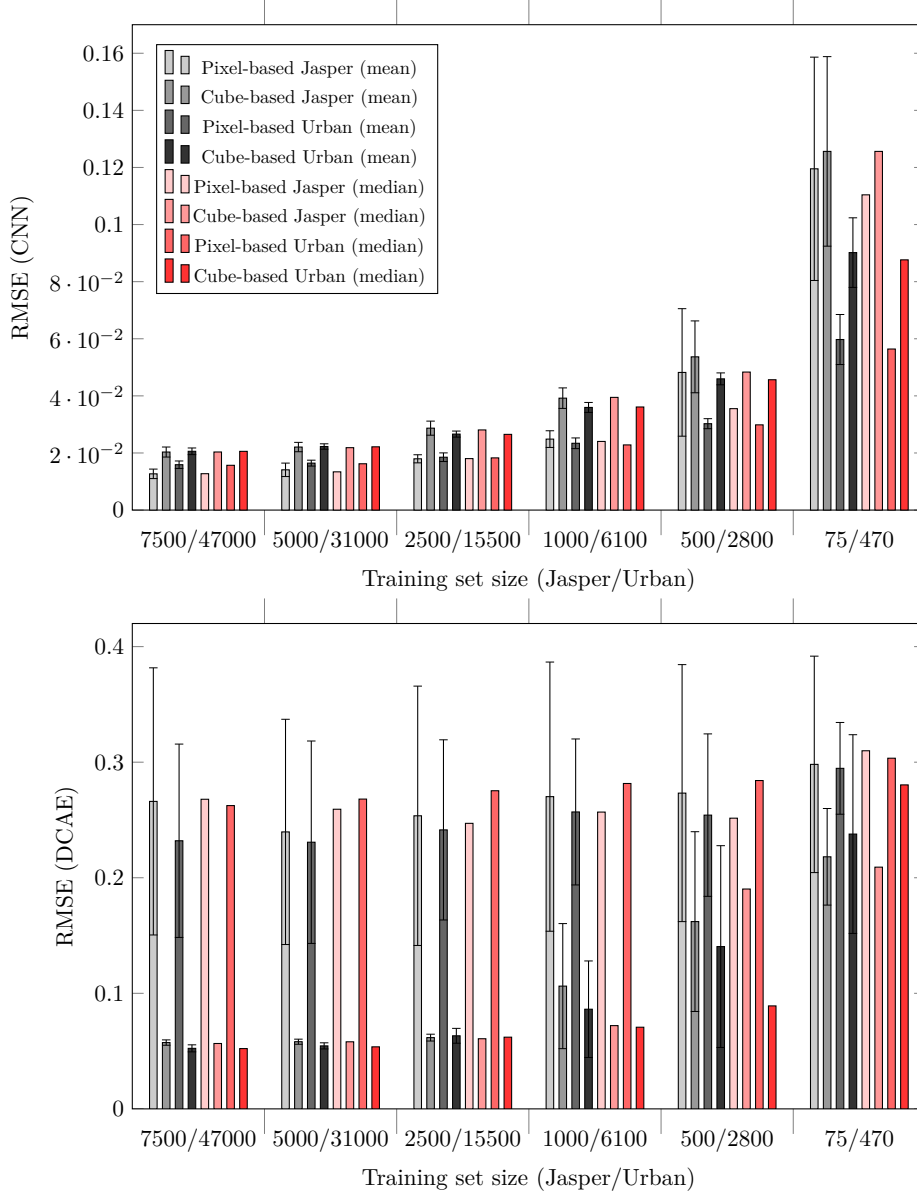 0.16
0.14
0.12
0.1
8 · 10⁻²
6 · 10⁻²
4 · 10⁻²
2 · 10⁻²
0
RMSE (CNN)
Pixel-based Jasper (mean)
Cube-based Jasper (mean)
Pixel-based Urban (mean)
Cube-based Urban (mean)
Pixel-based Jasper (median)
Cube-based Jasper (median)
Pixel-based Urban (median)
Cube-based Urban (median)
7500/47000 5000/31000 2500/15500 1000/6100 500/2800 75/470
Training set size (Jasper/Urban)
0.4
0.3
0.2
0.1
0
RMSE (DCAE)
7500/47000 5000/31000 2500/15500 1000/6100 500/2800 75/470
Training set size (Jasper/Urban)